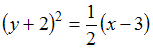 (y + 2)² = 1/2 (x − 3)